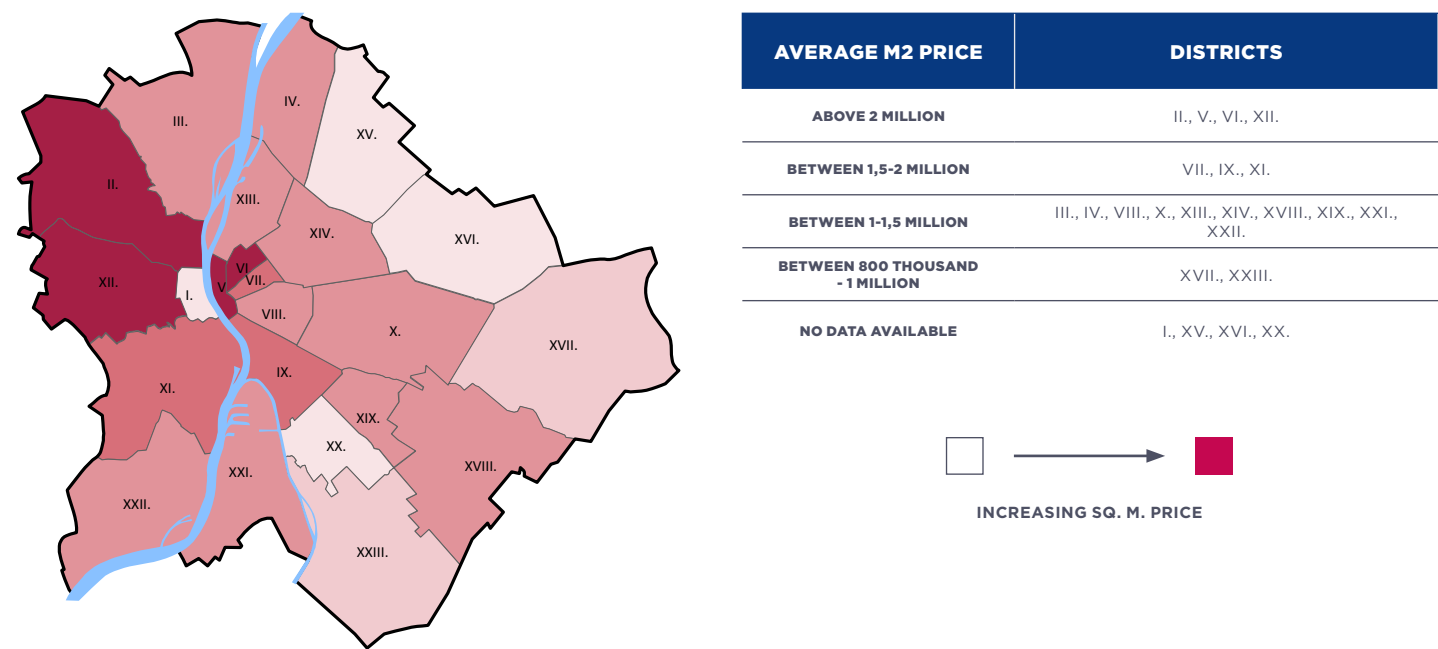 III.
IV.
XV.
II.
XIII.
XIV.
XVI.
XII.
I.
V.
VI.
VII.
VIII.
X.
XVII.
XI.
IX.
XIX.
XX.
XVIII.
XXI.
XXII.
XXIII.
AVERAGE M2 PRICE DISTRICTS
ABOVE 2 MILLION II., V., VI., XII.
BETWEEN 1,5-2 MILLION VII., IX., XI.
BETWEEN 1-1,5 MILLION III., IV., VIII., X., XIII., XIV., XVIII., XIX., XXI.,
XXII.
BETWEEN 800 THOUSAND
- 1 MILLION XVII., XXIII.
NO DATA AVAILABLE I., XV., XVI., XX.
INCREASING SQ. M. PRICE